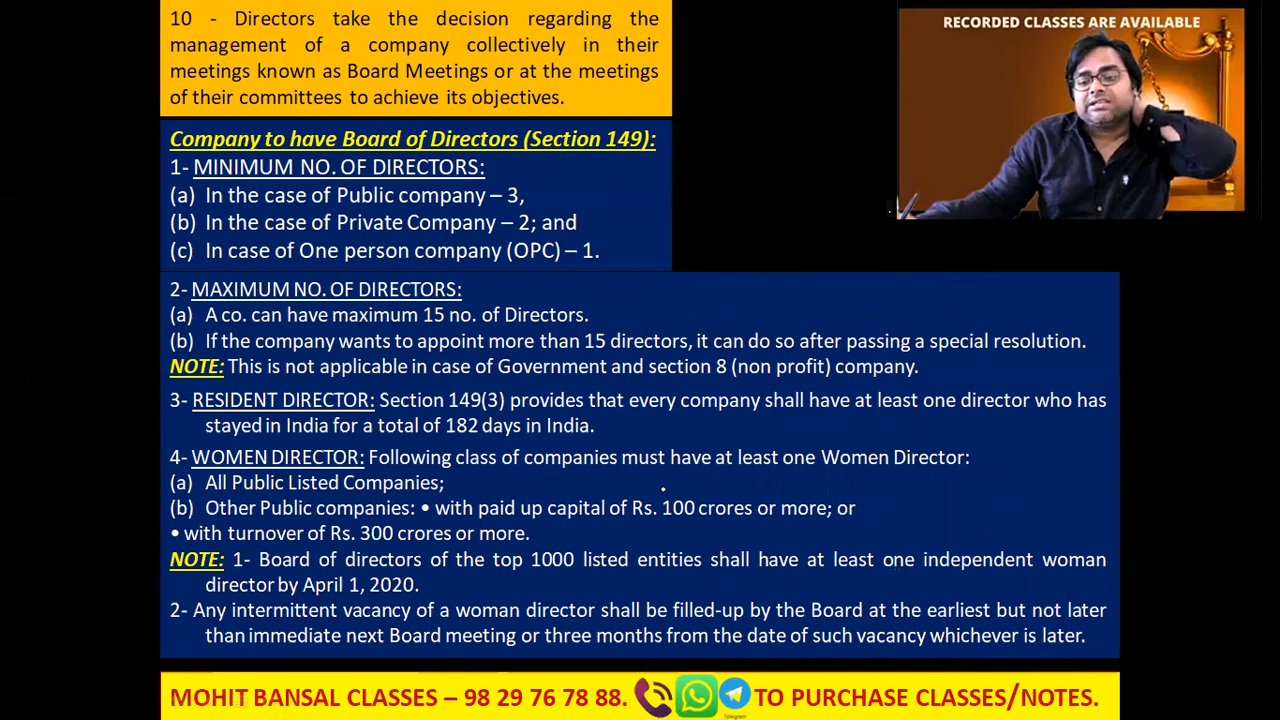 10 - Directors take the decision regarding the
management of a company collectively in their
meetings known as Board Meetings or at the meetings
of their committees to achieve its objectives.
RECORDED CLASSES ARE AVAILABLE
Company to have Board of Directors (Section 149):
1- MINIMUM NO. OF DIRECTORS:
(a) In the case of Public company – 3,
(b) In the case of Private Company – 2; and
(c) In case of One person company (OPC) – 1.
2- MAXIMUM NO. OF DIRECTORS:
(a) A co. can have maximum 15 no. of Directors.
(b) If the company wants to appoint more than 15 directors, it can do so after passing a special resolution.
NOTE: This is not applicable in case of Government and section 8 (non profit) company.
3- RESIDENT DIRECTOR: Section 149(3) provides that every company shall have at least one director who has
stayed in India for a total of 182 days in India.
4- WOMEN DIRECTOR: Following class of companies must have at least one Women Director:
(a) All Public Listed Companies;
(b) Other Public companies: • with paid up capital of Rs. 100 crores or more; or
• with turnover of Rs. 300 crores or more.
NOTE: 1- Board of directors of the top 1000 listed entities shall have at least one independent woman
director by April 1, 2020.
2- Any intermittent vacancy of a woman director shall be filled-up by the Board at the earliest but not later
than immediate next Board meeting or three months from the date of such vacancy whichever is later.
MOHIT BANSAL CLASSES – 98 29 76 78 88. TO PURCHASE CLASSES/NOTES.
Telegram